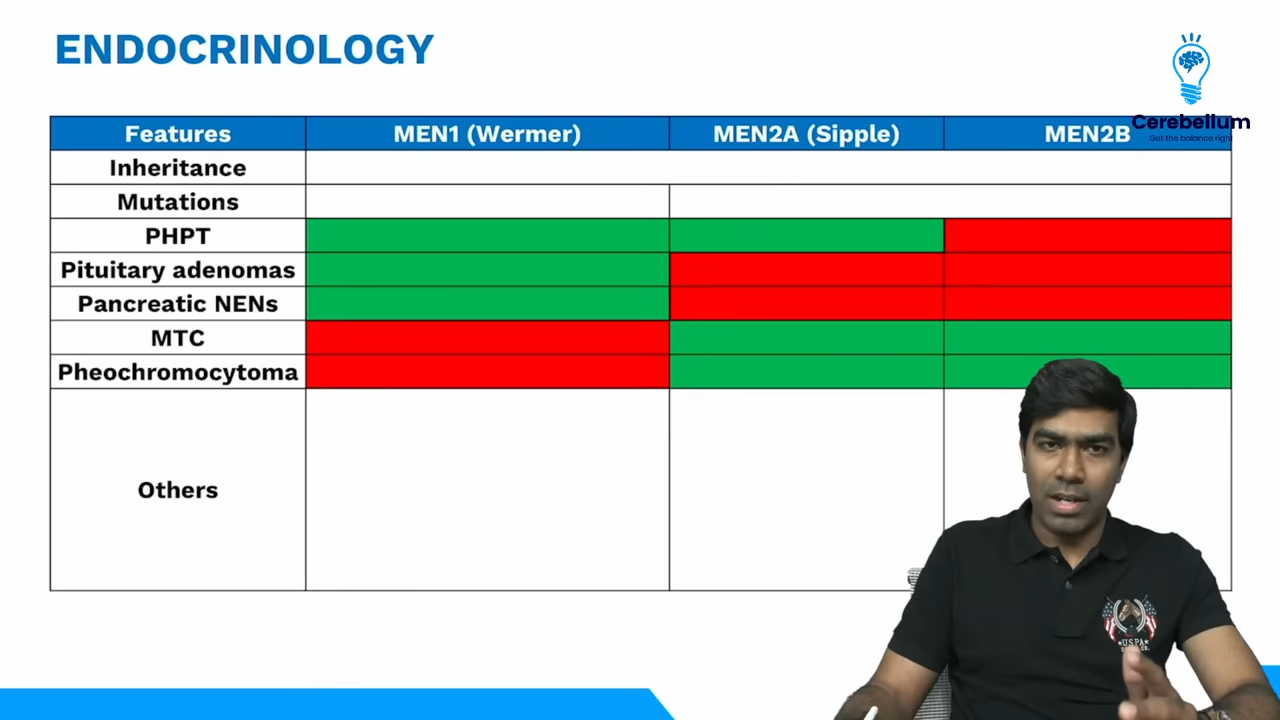 ENDOCRINOLOGY
Cerebellum
Get the balance right
Features MEN1 (Wermer) MEN2A (Sipple) MEN2B
Inheritance
Mutations
PHPT
Pituitary adenomas
Pancreatic NENs
MTC
Pheochromocytoma
Others
USPA